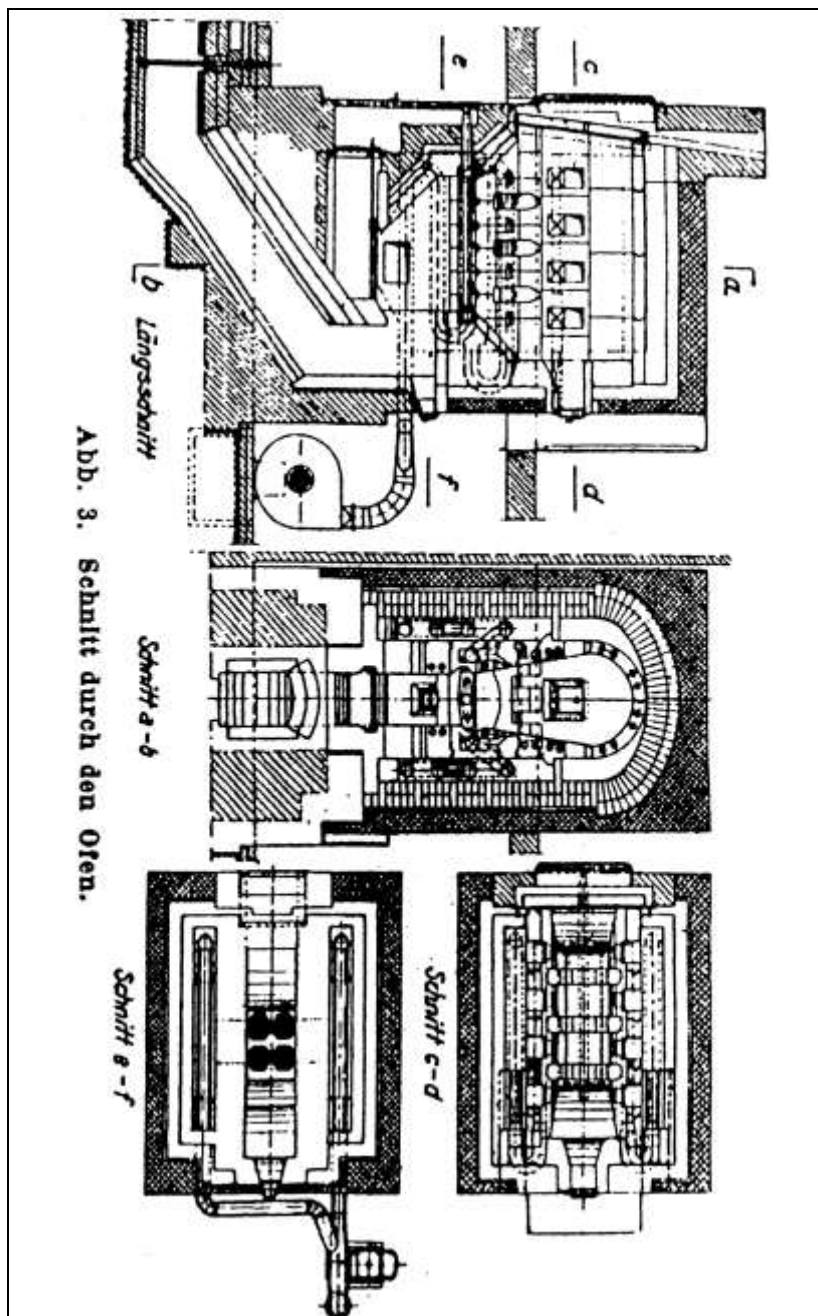 e
c
a
b
Längsschnitt
f
d
Schnitt a-b
Schnitt e-f
Schnitt c-d
Abb. 3. Schnitt durch den Ofen.